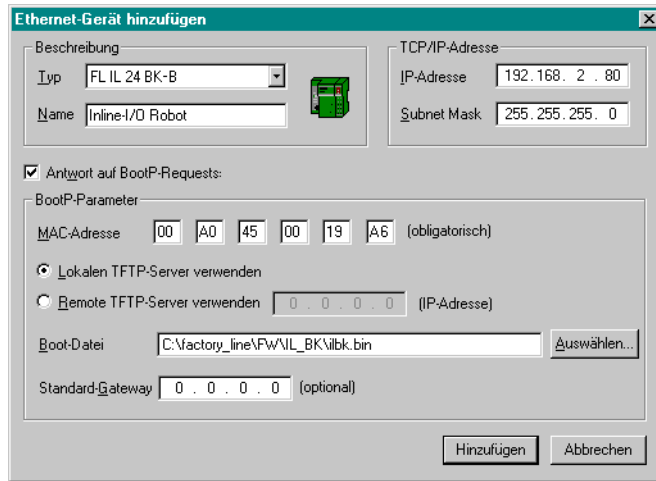 Ethernet-Gerät hinzufügen
Beschreibung
Typ FL IL 24 BK-B
Name Inline-I/O Robot
TCP/IP-Adresse
IP-Adresse 192.168. 2 . 80
Subnet Mask 255.255.255. 0
Antwort auf BootP-Requests:
BootP-Parameter
MAC-Adresse 00 A0 45 00 19 A6 (obligatorisch)
Lokalen TFTP-Server verwenden
Remote TFTP-Server verwenden 0 . 0 . 0 . 0 (IP-Adresse)
Boot-Datei C:\factory_line\FW\IL_BK\ilbk.bin Auswählen...
Standard-Gateway 0 . 0 . 0 . 0 (optional)
Hinzufügen Abbrechen